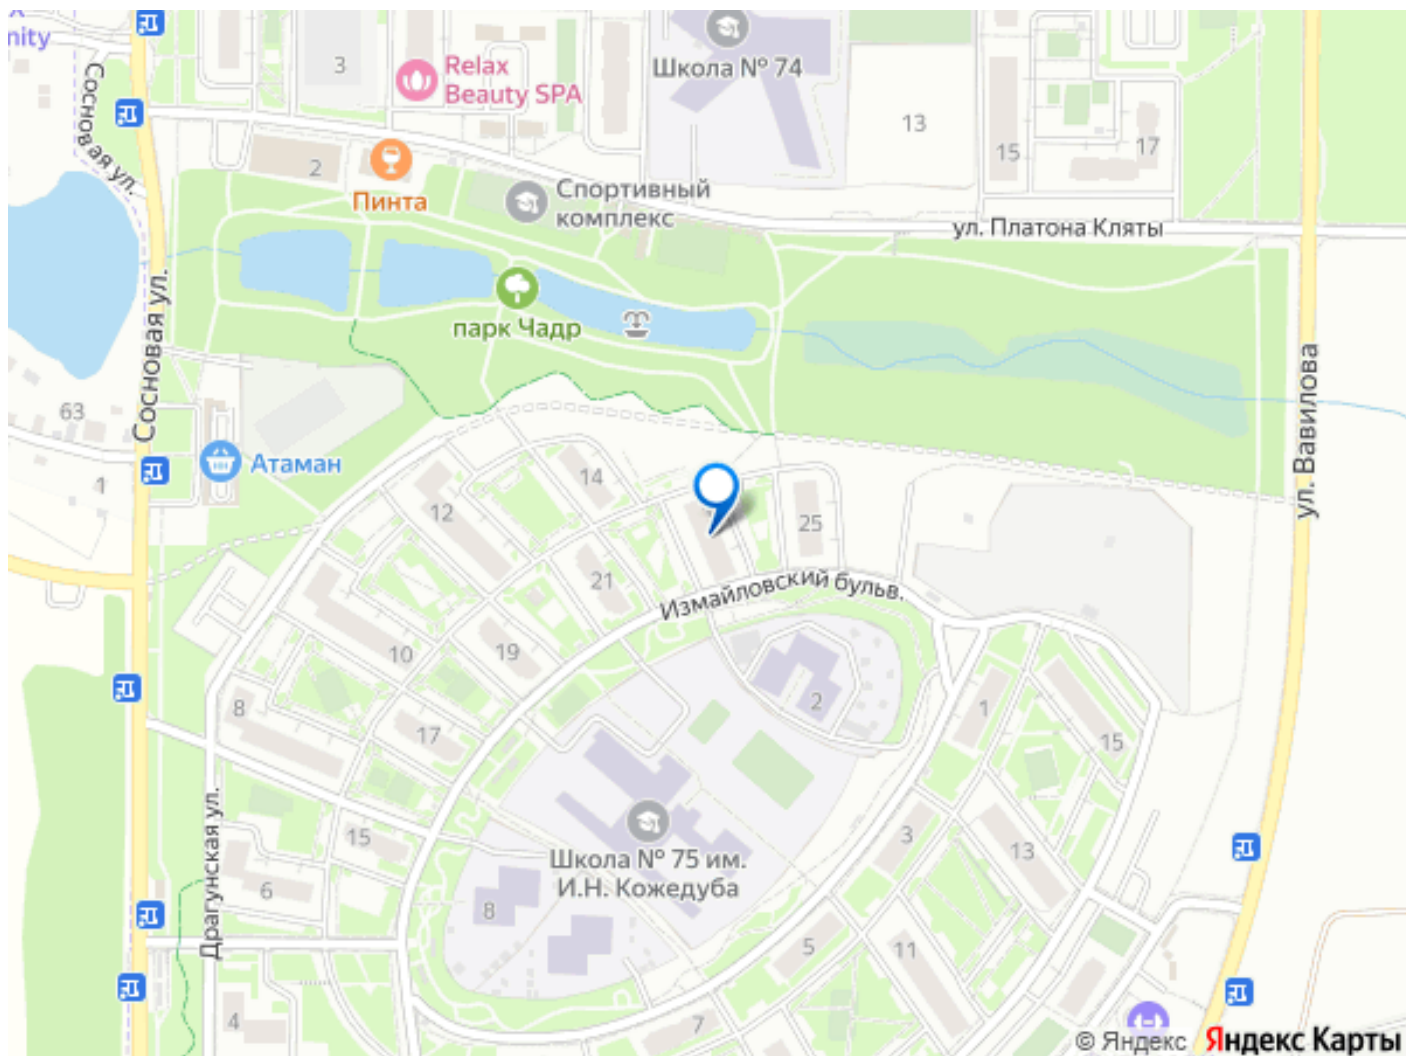 nity
Сосновая ул.
3
Relax
Beauty SPA
Школа № 74
13
15
17
2
Пинта
Спортивный
комплекс
ул. Платона Кляты
Сосновая ул.
парк Чадр
ул. Вавилова
63
1
Атаман
12
14
25
21
Измайловский бульв.
10
19
8
17
2
1
15
Драгунская ул.
15
Школа № 75 им.
И.Н. Кожедуба
3
13
6
8
5
11
4
7
© Яндекс Яндекс Карты